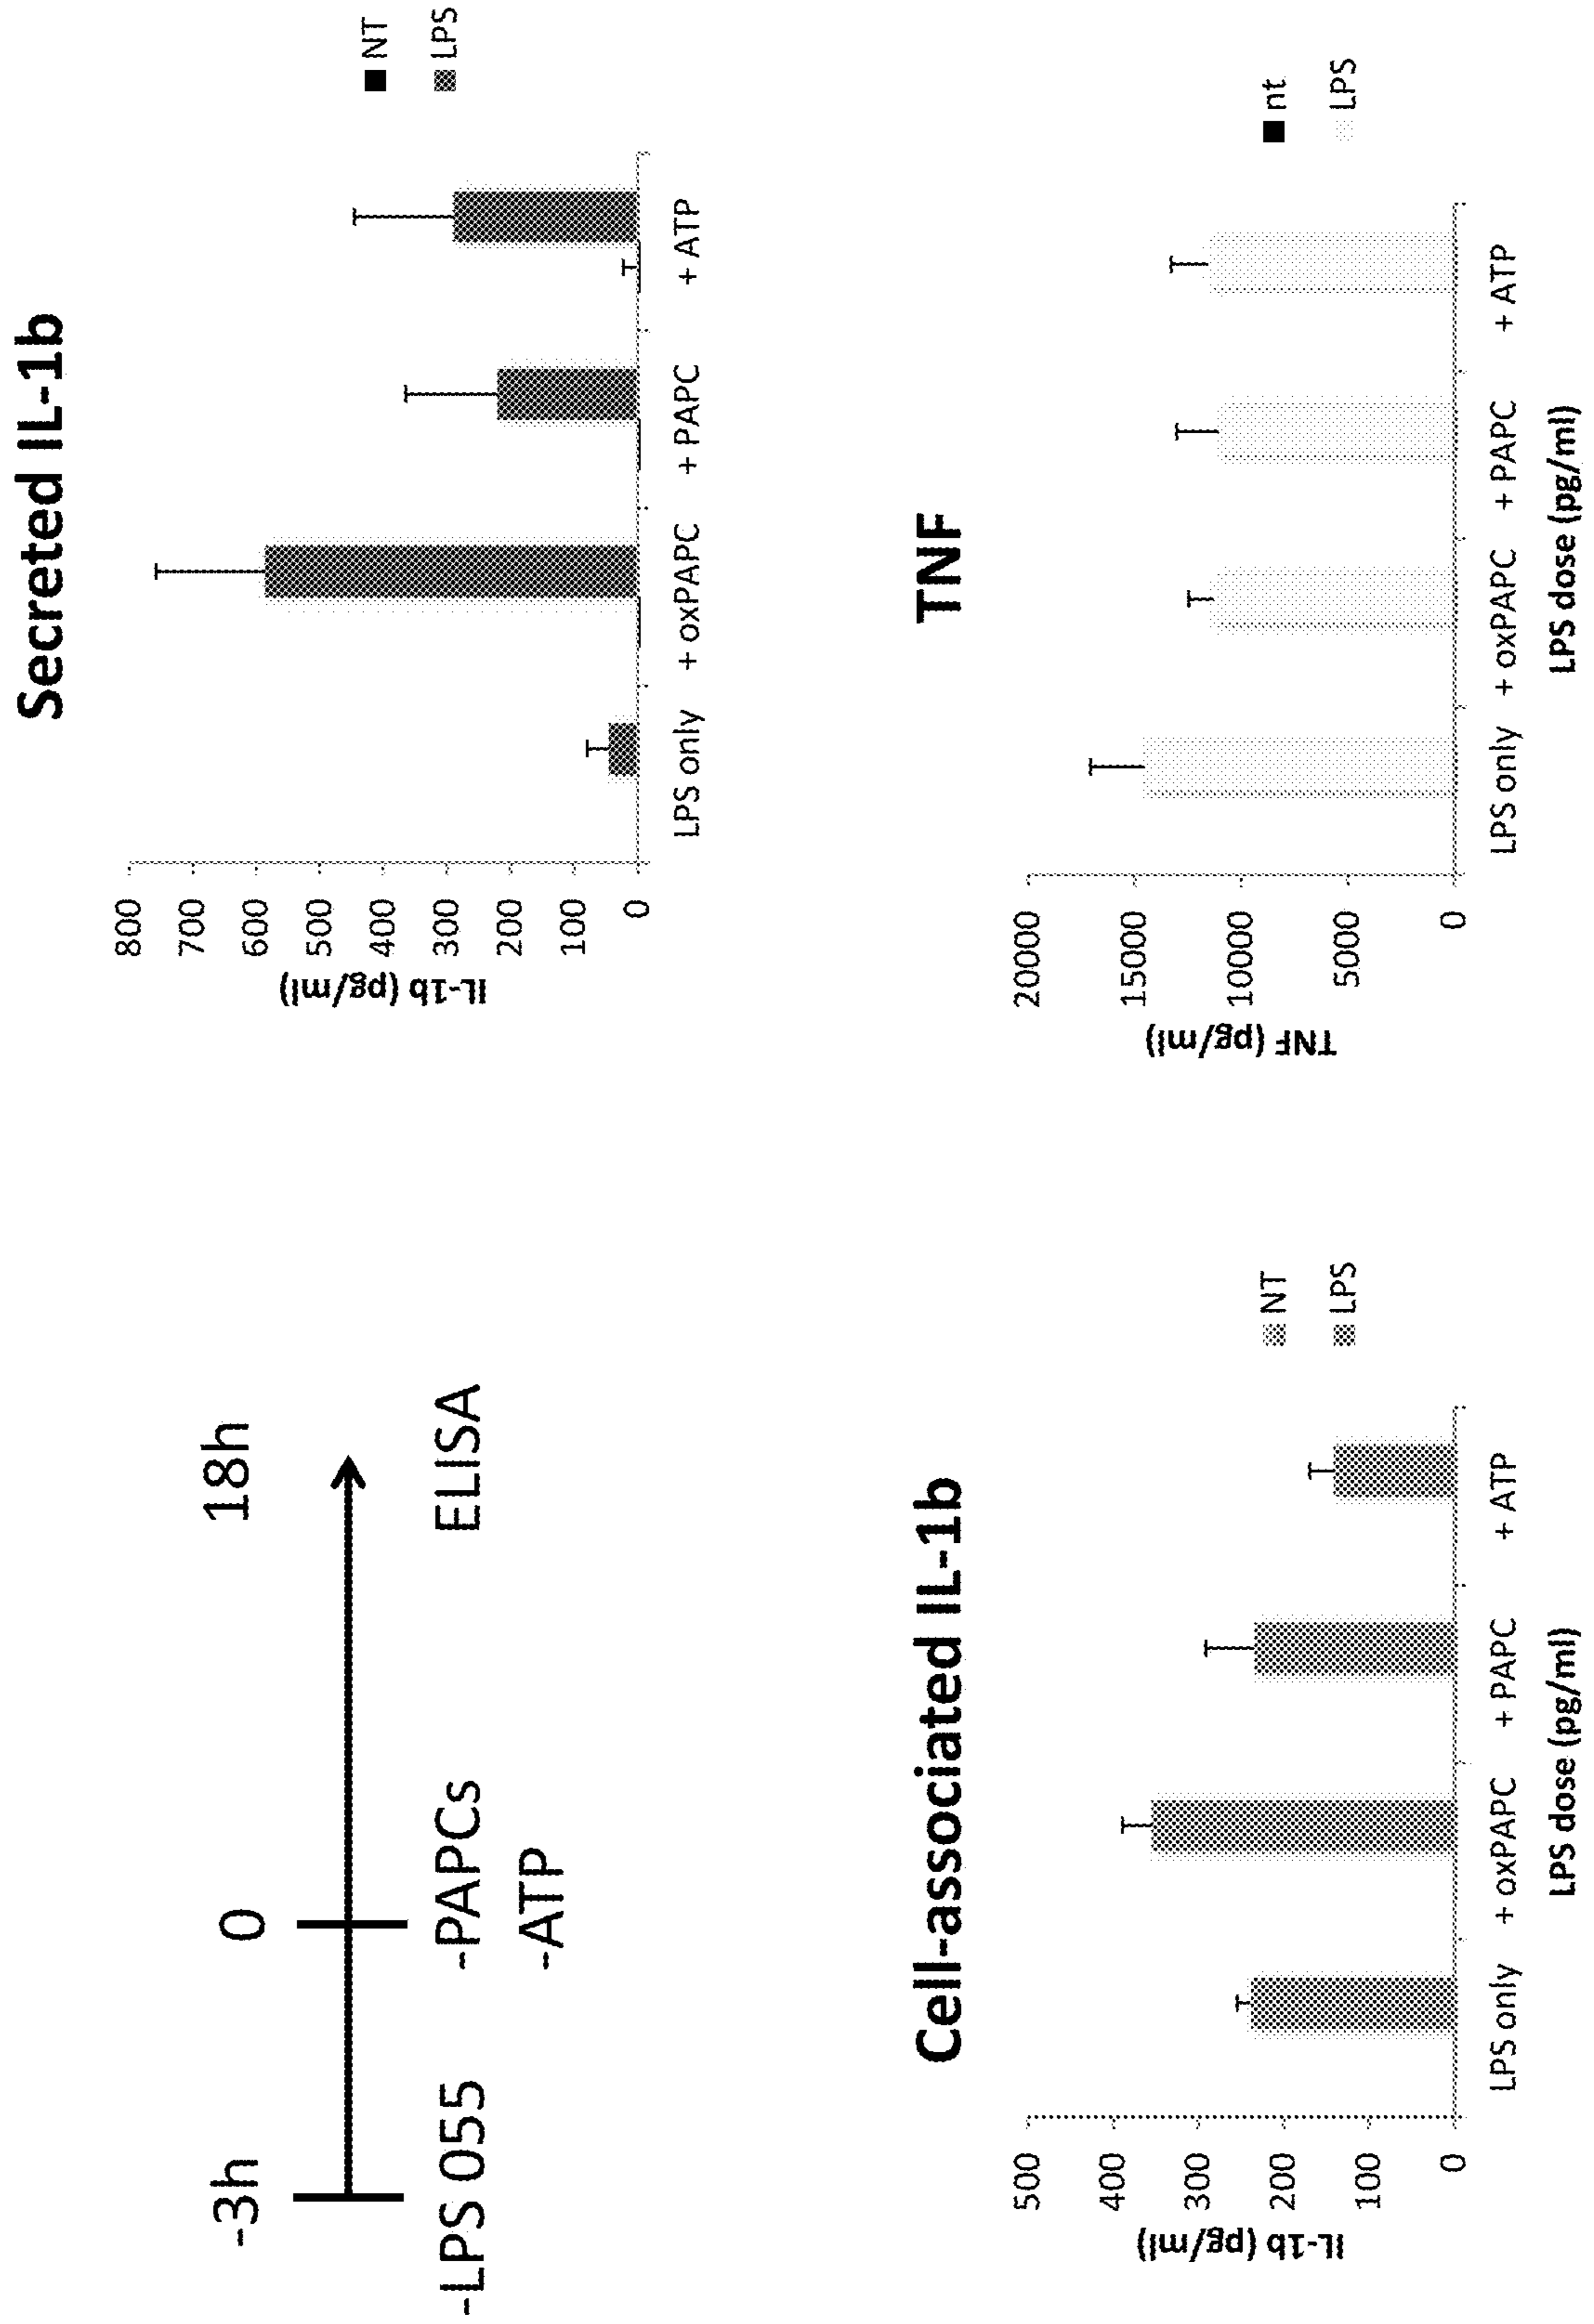 -3h
0
18h
-LPS 055
-PAPCs
-ATP
ELISA
Secreted IL-1b
IL-1b (pg/ml)
800
700
600
500
400
300
200
100
0
LPS only
+ oxPAPC
+ PAPC
+ ATP
NT
LPS
Cell-associated IL-1b
IL-1b (pg/ml)
500
400
300
200
100
0
LPS only
+ oxPAPC
+ PAPC
+ ATP
LPS dose (pg/ml)
NT
LPS
TNF
TNF (pg/ml)
20000
15000
10000
5000
0
LPS only
+ oxPAPC
+ PAPC
+ ATP
LPS dose (pg/ml)
nt
LPS